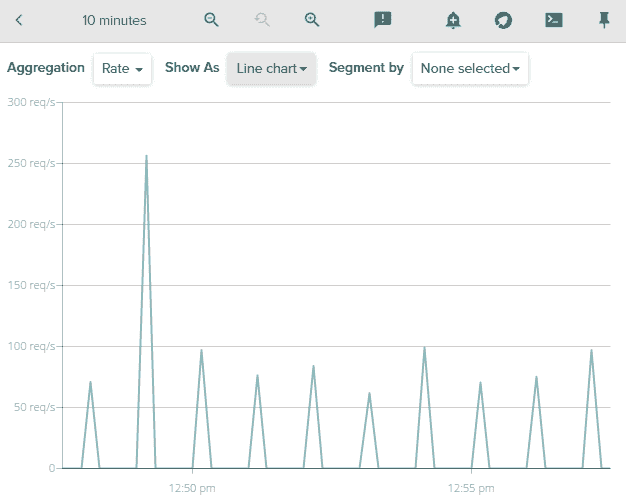 10 minutes
Aggregation Rate Show As Line chart Segment by None selected
300 req/s
250 req/s
200 req/s
150 req/s
100 req/s
50 req/s
0
12:50 pm 12:55 pm